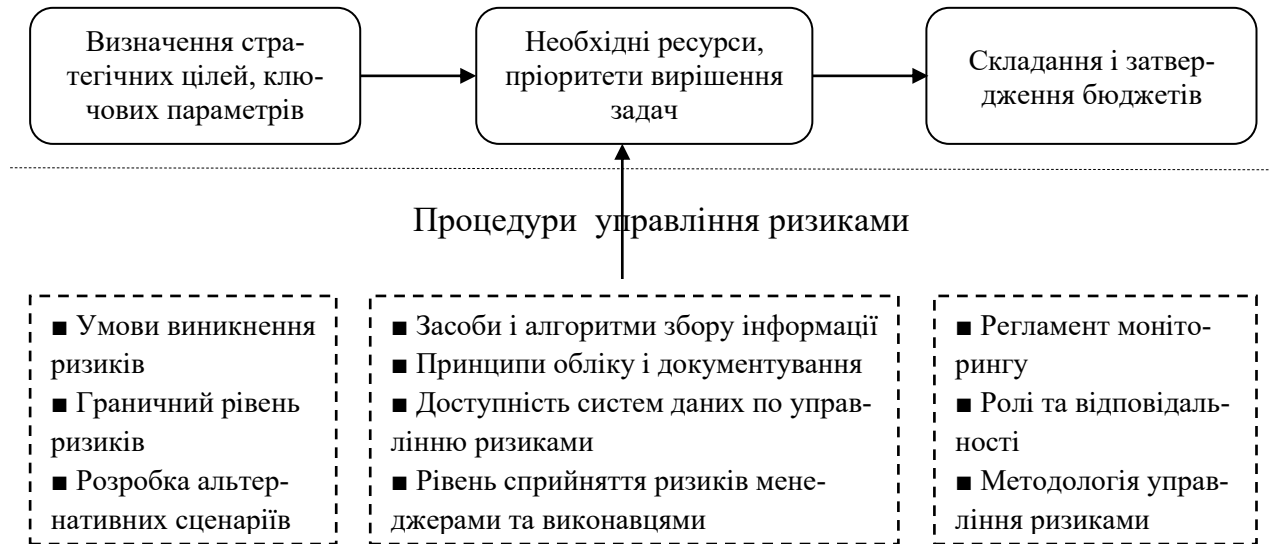 Визначення стра-
тегічних цілей, клю-
чових параметрів
Необхідні ресурси,
пріоритети вирішення
задач
Складання і затвер-
дження бюджетів
Процедури управління ризиками
■ Умови виникнення
ризиків
■ Граничний рівень
ризиків
■ Розробка альтер-
нативних сценаріїв
■ Засоби і алгоритми збору інформації
■ Принципи обліку і документування
■ Доступність систем даних по управ-
лінню ризиками
■ Рівень сприйняття ризиків мене-
джерами та виконавцями
■ Регламент моніто-
рингу
■ Ролі та відповідаль-
ності
■ Методологія управ-
ління ризиками